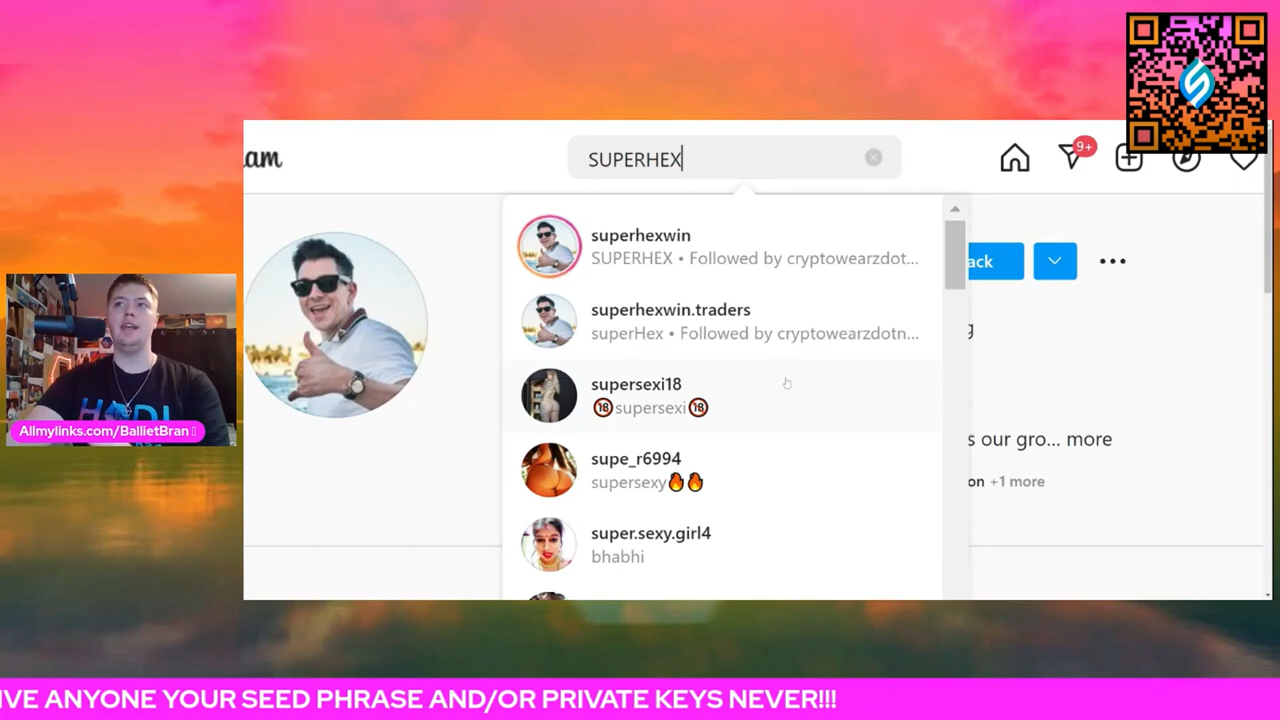 am
SUPERHEX
9+
superhexwin
SUPERHEX • Followed by cryptowearzdot...
superhexwin.traders
superHex • Followed by cryptowearzdotn...
supersexi18
🔞supersexi🔞
supe_r6994
supersexy🔥🔥
super.sexy.girl4
bhabhi
ack
g
s our gro... more
on +1 more
HODL
Allmylinks.com/BallietBran
IVE ANYONE YOUR SEED PHRASE AND/OR PRIVATE KEYS NEVER!!!